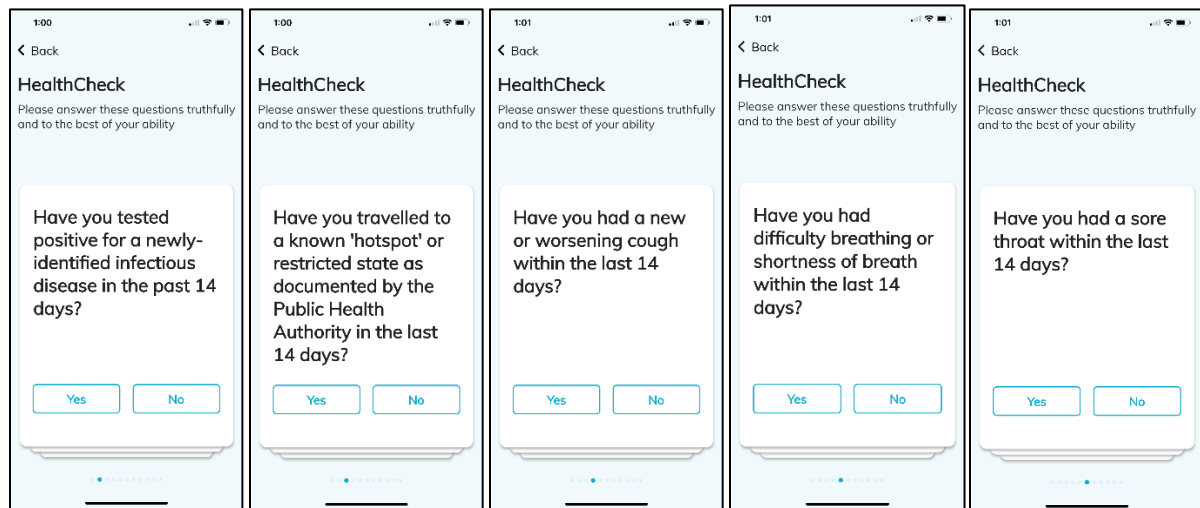 1:00
Back
HealthCheck
Please answer these questions truthfully
and to the best of your ability
Have you tested
positive for a newly-
identified infectious
disease in the past 14
days?
Yes No
1:00
Back
HealthCheck
Please answer these questions truthfully
and to the best of your ability
Have you travelled to
a known 'hotspot' or
restricted state as
documented by the
Public Health
Authority in the last
14 days?
Yes No
1:01
Back
HealthCheck
Please answer these questions truthfully
and to the best of your ability
Have you had a new
or worsening cough
within the last 14
days?
Yes No
1:01
Back
HealthCheck
Please answer these questions truthfully
and to the best of your ability
Have you had
difficulty breathing or
shortness of breath
within the last 14
days?
Yes No
1:01
Back
HealthCheck
Please answer these questions truthfully
and to the best of your ability
Have you had a sore
throat within the last
14 days?
Yes No